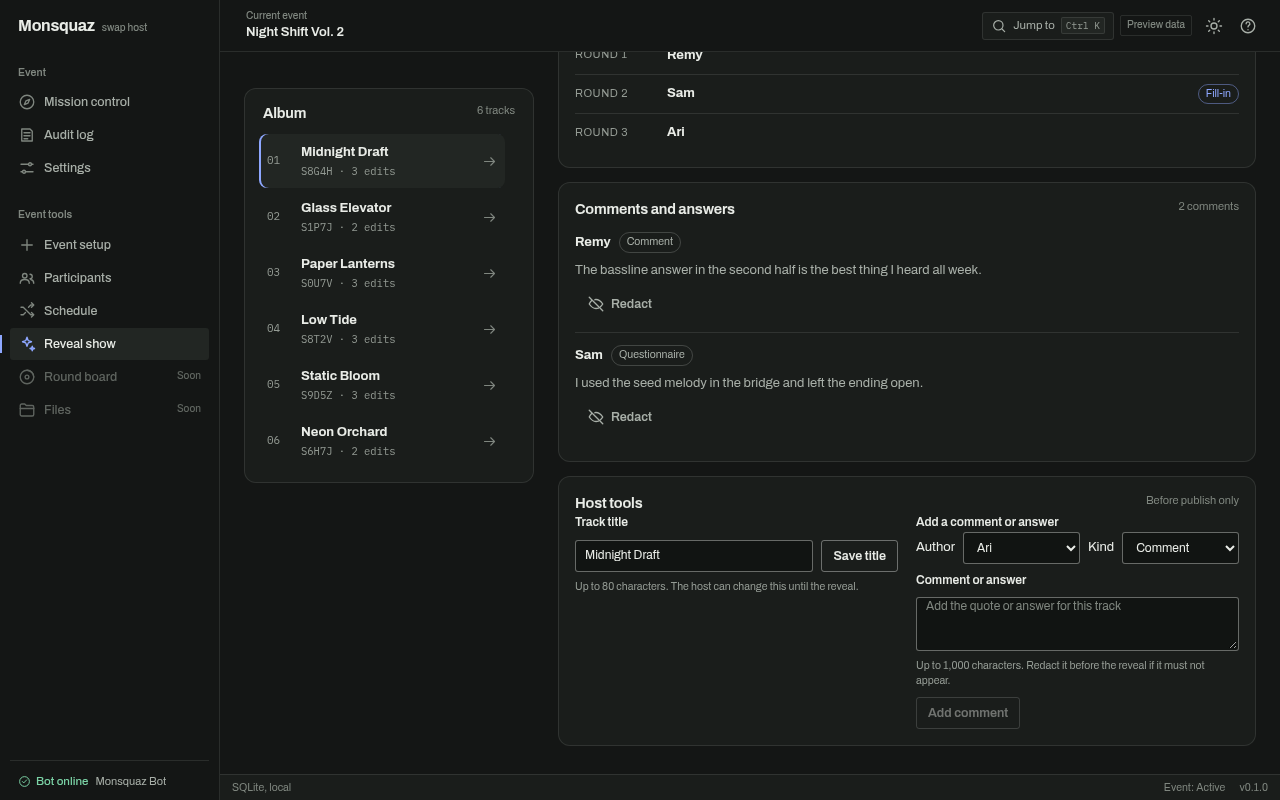 Monsquaz swap host
Event
Mission control
Audit log
Settings
Event tools
Event setup
Participants
Schedule
Reveal show
Round board Soon
Files Soon
Bot online Monsquaz Bot
Current event
Night Shift Vol. 2
Jump to Ctrl K
Preview data
Album 6 tracks
01 Midnight Draft
S8G4H · 3 edits
02 Glass Elevator
S1P7J · 2 edits
03 Paper Lanterns
S0U7V · 3 edits
04 Low Tide
S8T2V · 3 edits
05 Static Bloom
S9D5Z · 3 edits
06 Neon Orchard
S6H7J · 2 edits
ROUND 1 Remy
ROUND 2 Sam Fill-in
ROUND 3 Ari
Comments and answers 2 comments
Remy Comment
The bassline answer in the second half is the best thing I heard all week.
Redact
Sam Questionnaire
I used the seed melody in the bridge and left the ending open.
Redact
Host tools Before publish only
Track title
Midnight Draft Save title
Up to 80 characters. The host can change this until the reveal.
Add a comment or answer
Author Ari Kind Comment
Comment or answer
Add the quote or answer for this track
Up to 1,000 characters. Redact it before the reveal if it must not
appear.
Add comment
SQLite, local Event: Active v0.1.0